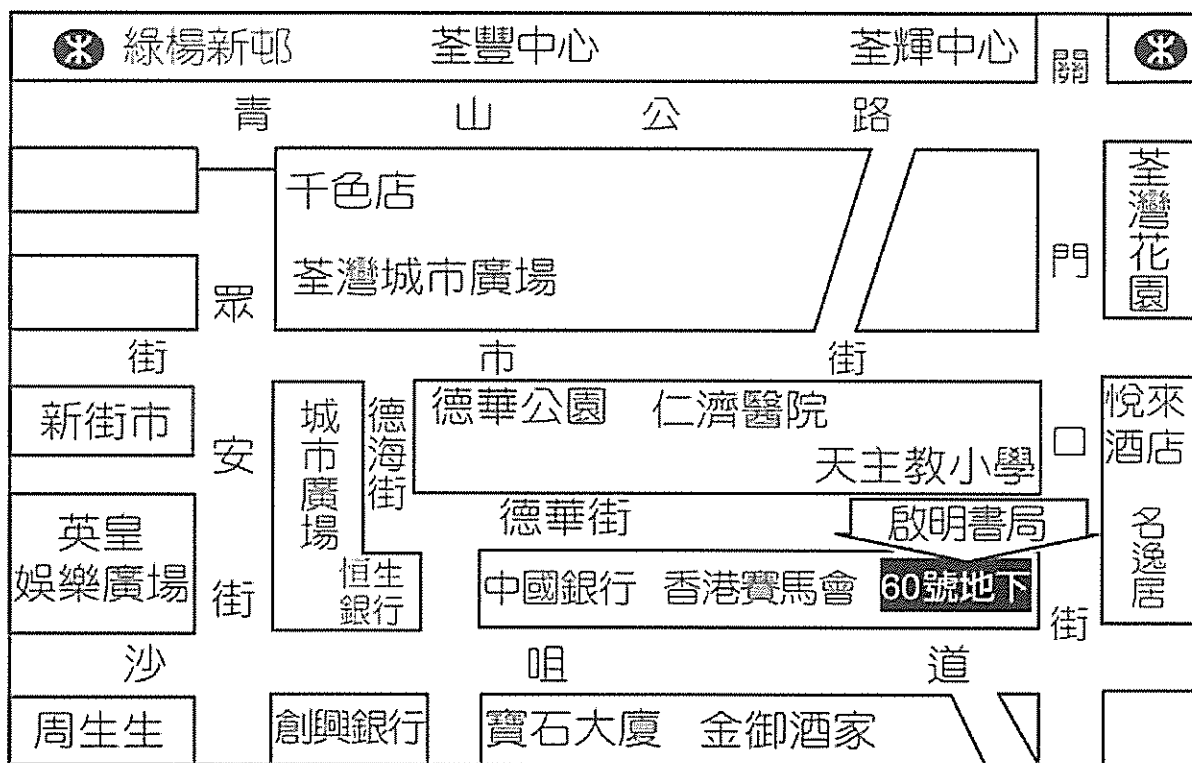 綠楊新邨 荃豐中心 荃輝中心
青山公路
關門口街
千色店
荃灣城市廣場
荃灣花園
眾安街
街市街
新街市
城市廣場
德海街
德華公園 仁濟醫院
天主教小學
悅來
酒店
英皇
娛樂廣場
德華街
啟明書局
名逸居
恒生
銀行
中國銀行 香港賽馬會 60號地下
沙咀道
周生生
創興銀行
寶石大廈 金御酒家